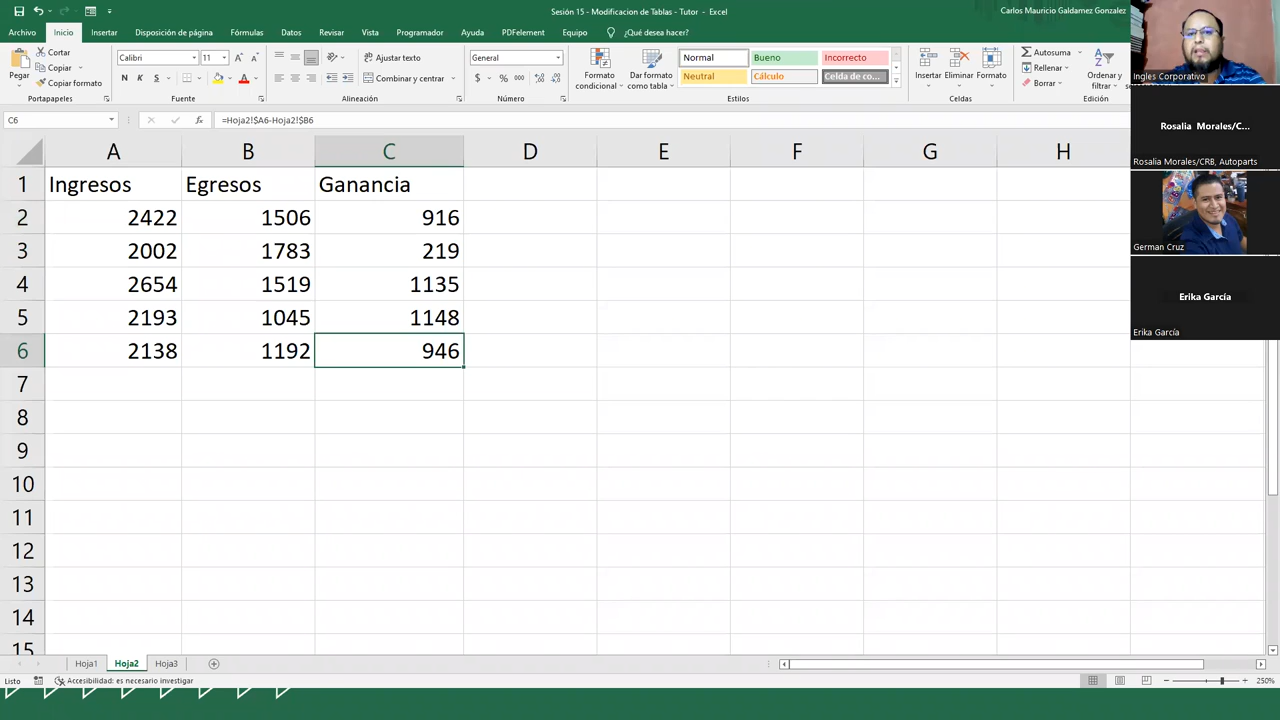 Sesión 15 - Modificacion de Tablas - Tutor - Excel
Carlos Mauricio Galdamez Gonzalez
Archivo Inicio Insertar Disposición de página Fórmulas Datos Revisar Vista Programador Ayuda PDFelement Equipo ¿Qué desea hacer?
Pegar
Cortar
Copiar
Copiar formato
Portapapeles
Calibri 11
N K S
Fuente
Ajustar texto
Combinar y centrar
Alineación
General
$ % 000
Número
Formato condicional
Dar formato como tabla
Normal Bueno Incorrecto
Neutral Cálculo Celda de co...
Estilos
Insertar Eliminar Formato
Celdas
Autosuma
Rellenar
Borrar
Ordenar y filtrar
Edición
C6 fx =Hoja2!$A6-Hoja2!$B6
A B C D E F G H
1 Ingresos Egresos Ganancia
2 2422 1506 916
3 2002 1783 219
4 2654 1519 1135
5 2193 1045 1148
6 2138 1192 946
7
8
9
10
11
12
13
14
15
Hoja1 Hoja2 Hoja3
Listo Accesibilidad: es necesario investigar
250%
Ingles Corporativo
Rosalia Morales/C...
Rosalia Morales/CRB, Autoparts
German Cruz
Erika García
Erika García